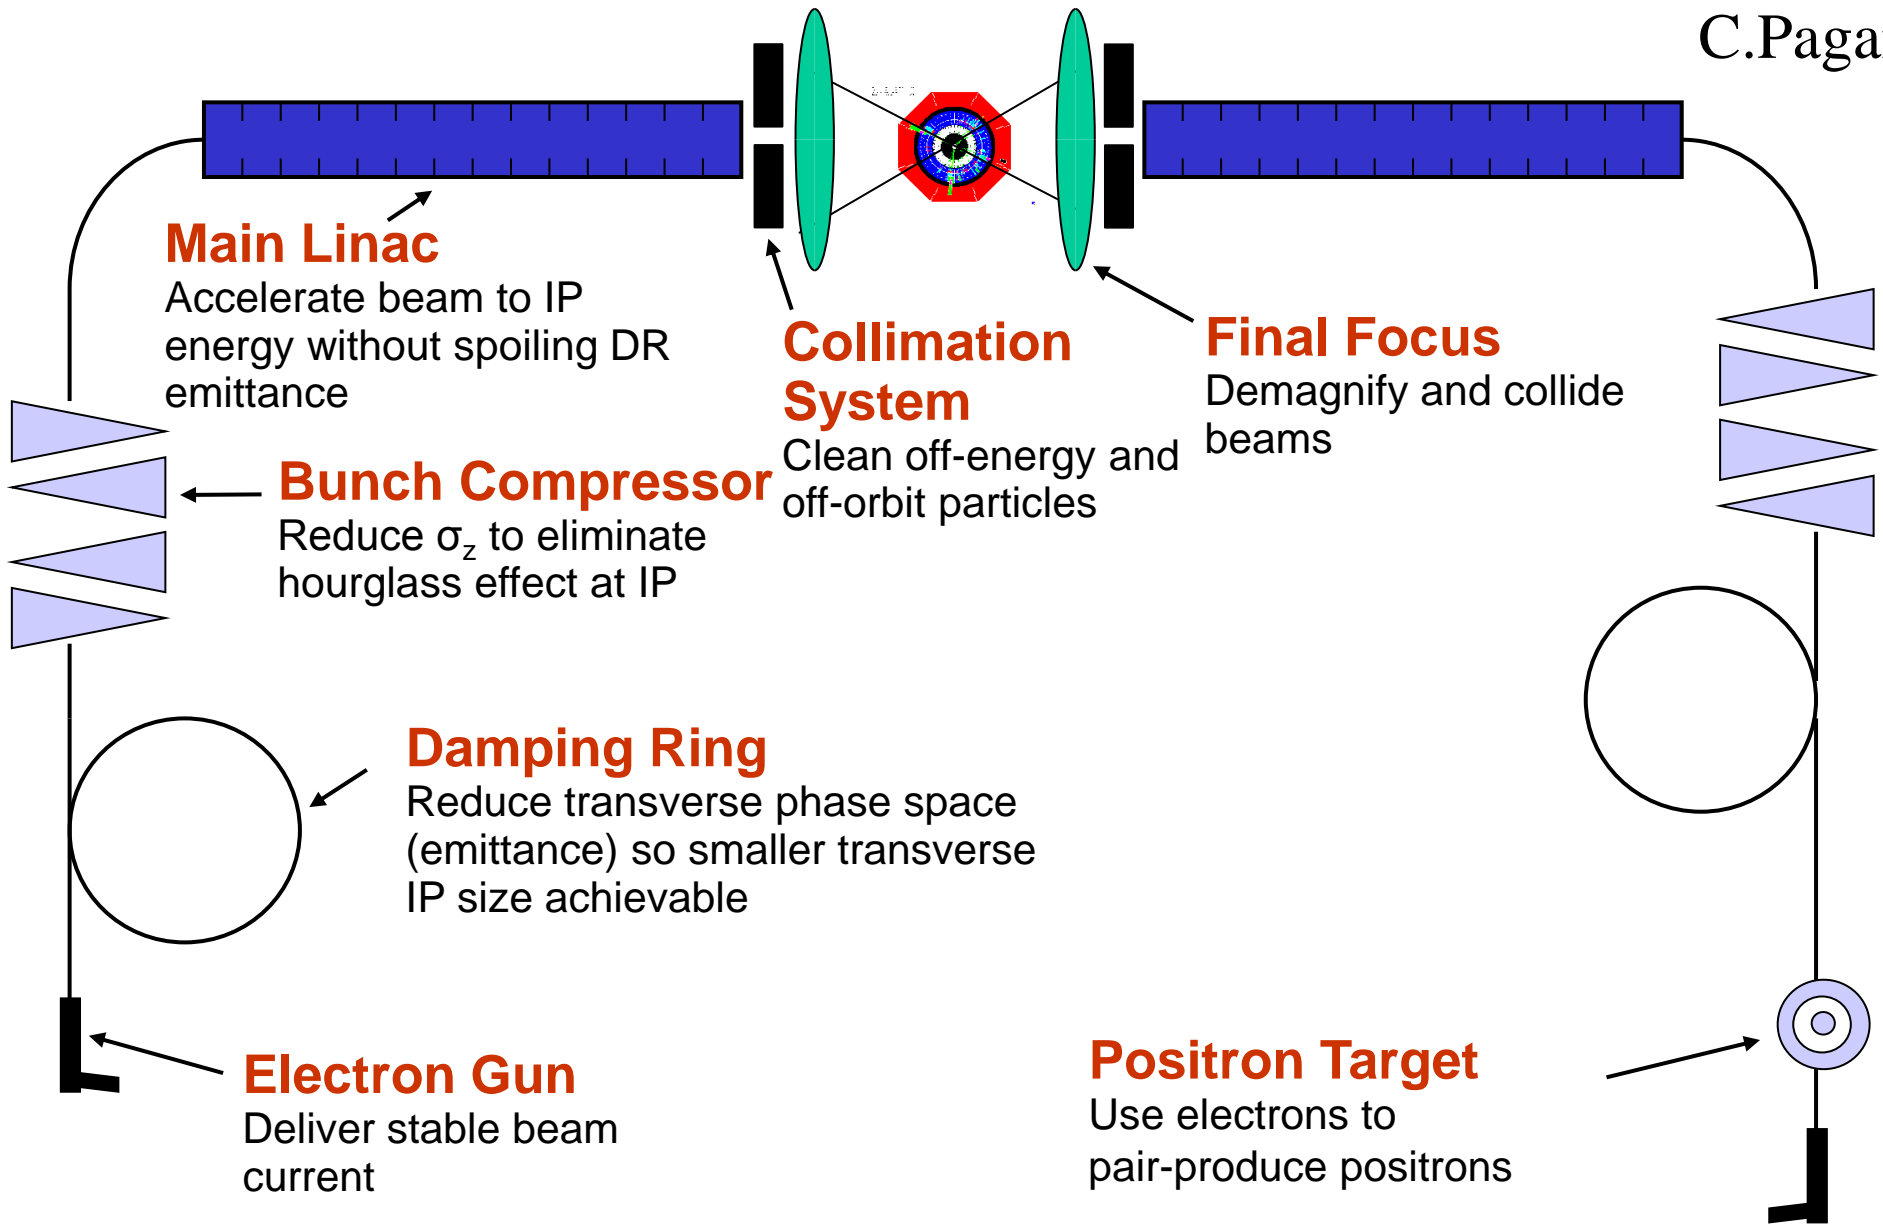 C.Paga
Main Linac
Accelerate beam to IP
energy without spoiling DR
emittance
Collimation
System
Clean off-energy and
off-orbit particles
Final Focus
Demagnify and collide
beams
Bunch Compressor
Reduce σz to eliminate
hourglass effect at IP
Damping Ring
Reduce transverse phase space
(emittance) so smaller transverse
IP size achievable
Electron Gun
Deliver stable beam
current
Positron Target
Use electrons to
pair-produce positrons